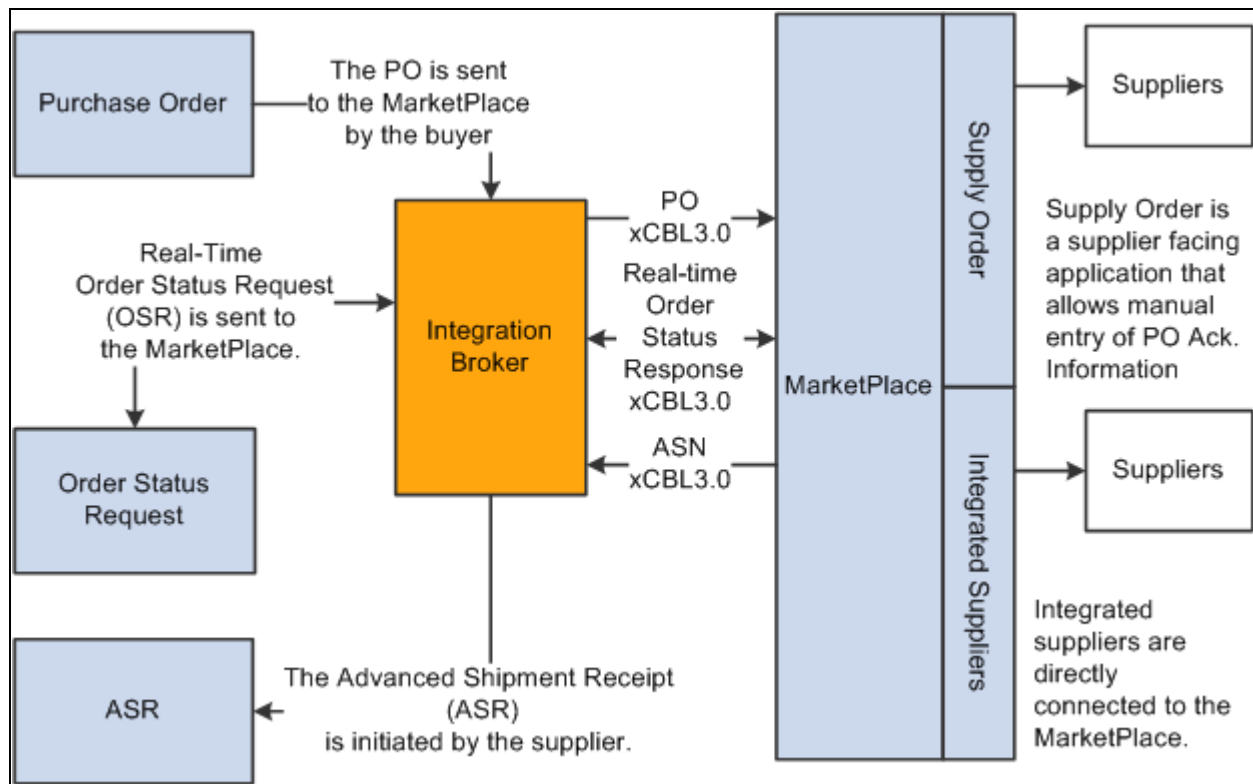 Purchase Order
The PO is sent
to the MarketPlace
by the buyer
Real-Time
Order Status Request
(OSR) is sent to
the MarketPlace.
Order Status
Request
ASR
The Advanced Shipment Receipt
(ASR)
is initiated by the supplier.
Integration
Broker
PO
xCBL3.0
Real-time
Order
Status
Response
xCBL3.0
ASN
xCBL3.0
MarketPlace
Supply Order
Integrated Suppliers
Suppliers
Supply Order is
a supplier facing
application that
allows manual
entry of PO Ack.
Information
Suppliers
Integrated
suppliers are
directly
connected to the
MarketPlace.